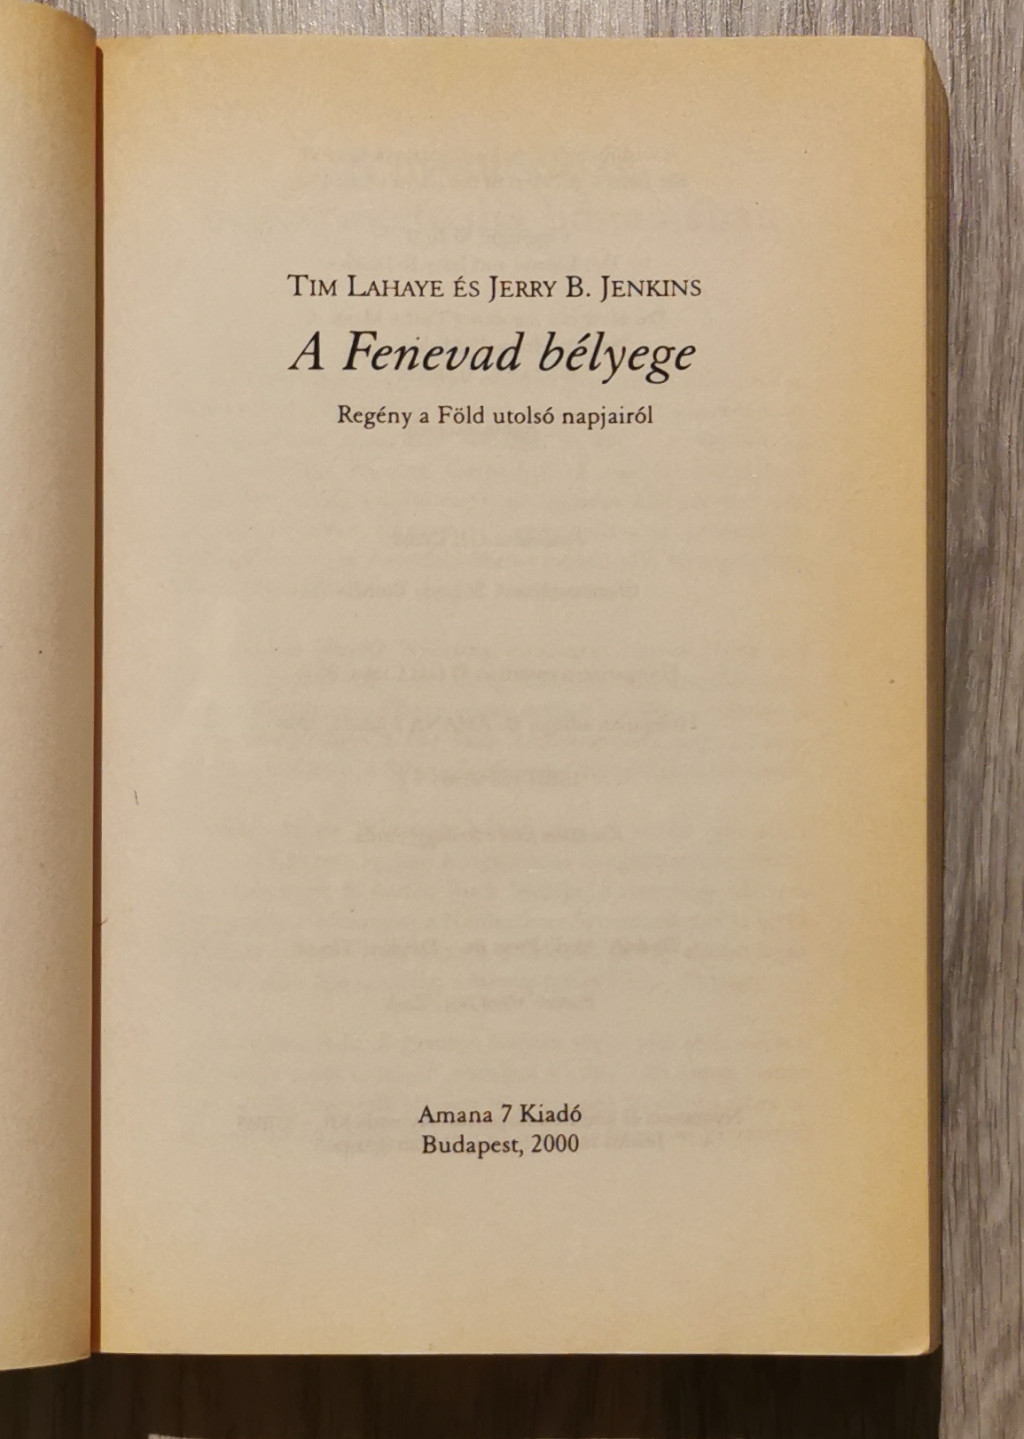 TIM LAHAYE ÉS JERRY B. JENKINS
A Fenevad bélyege
Regény a Föld utolsó napjairól
Amana 7 Kiadó
Budapest, 2000